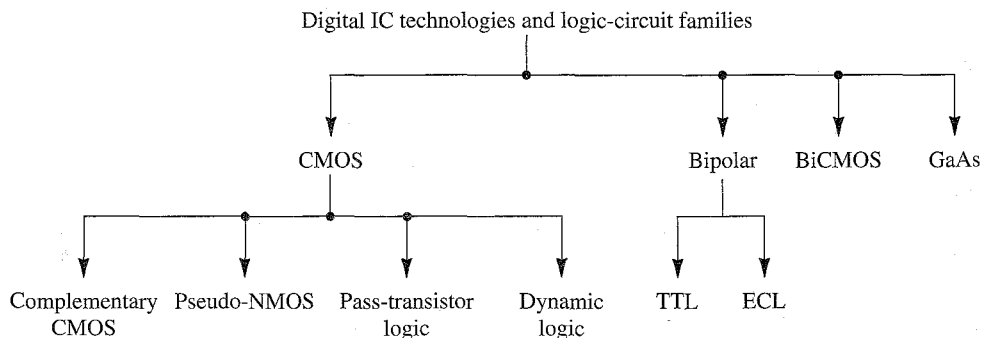 Digital IC technologies and logic-circuit families
CMOS
Bipolar
BiCMOS
GaAs
Complementary
CMOS
Pseudo-NMOS
Pass-transistor
logic
Dynamic
logic
TTL
ECL